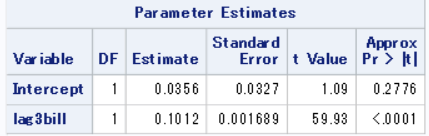 Parameter Estimates
Variable DF Estimate Standard Error t Value Approx Pr > |t|
Intercept 1 0.0356 0.0327 1.09 0.2776
lag3bill 1 0.1012 0.001689 59.93 <.0001